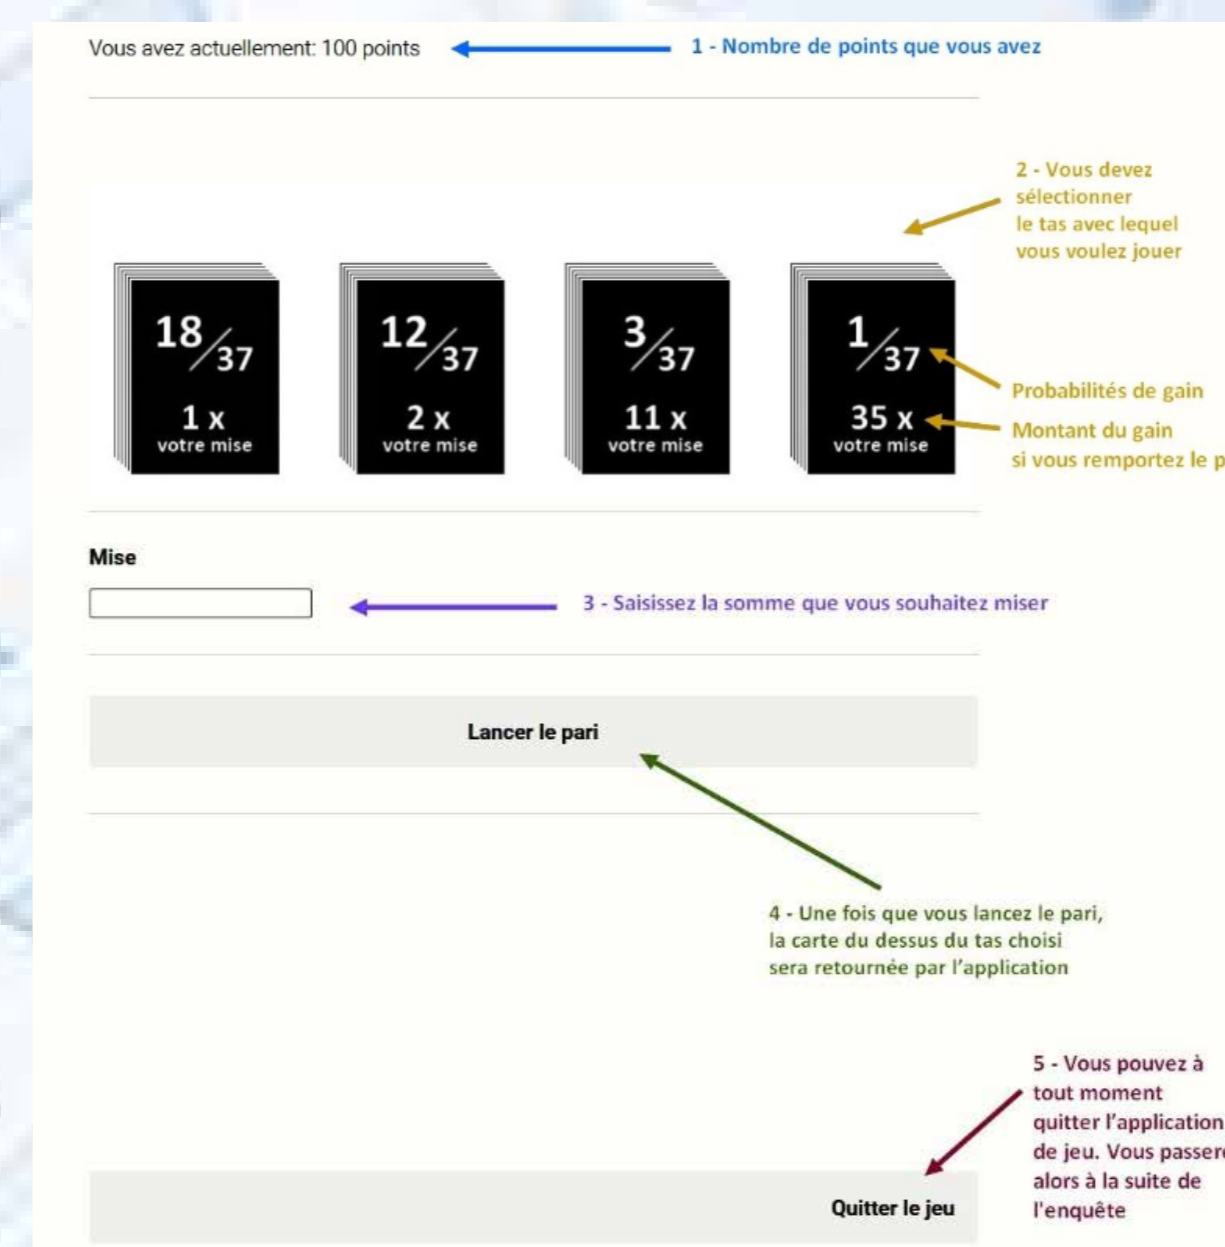 Vous avez actuellement: 100 points
1 - Nombre de points que vous avez
2 - Vous devez
sélectionner
le tas avec lequel
vous voulez jouer
18/37
1 x
votre mise
12/37
2 x
votre mise
3/37
11 x
votre mise
1/37
35 x
votre mise
Probabilités de gain
Montant du gain
si vous remportez le
Mise
3 - Saisissez la somme que vous souhaitez miser
Lancer le pari
4 - Une fois que vous lancez le pari,
la carte du dessus du tas choisi
sera retournée par l'application
5 - Vous pouvez à
tout moment
quitter l'application
de jeu. Vous
alors à la suite de
l'enquête
Quitter le jeu